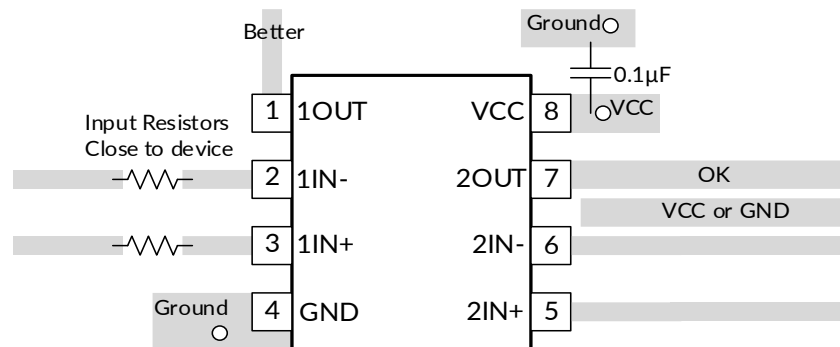 Better
Ground
0.1µF
1 1OUT VCC 8 VCC
Input Resistors
Close to device
2 1IN- 2OUT 7 OK
VCC or GND
3 1IN+ 2IN- 6
Ground
4 GND 2IN+ 5